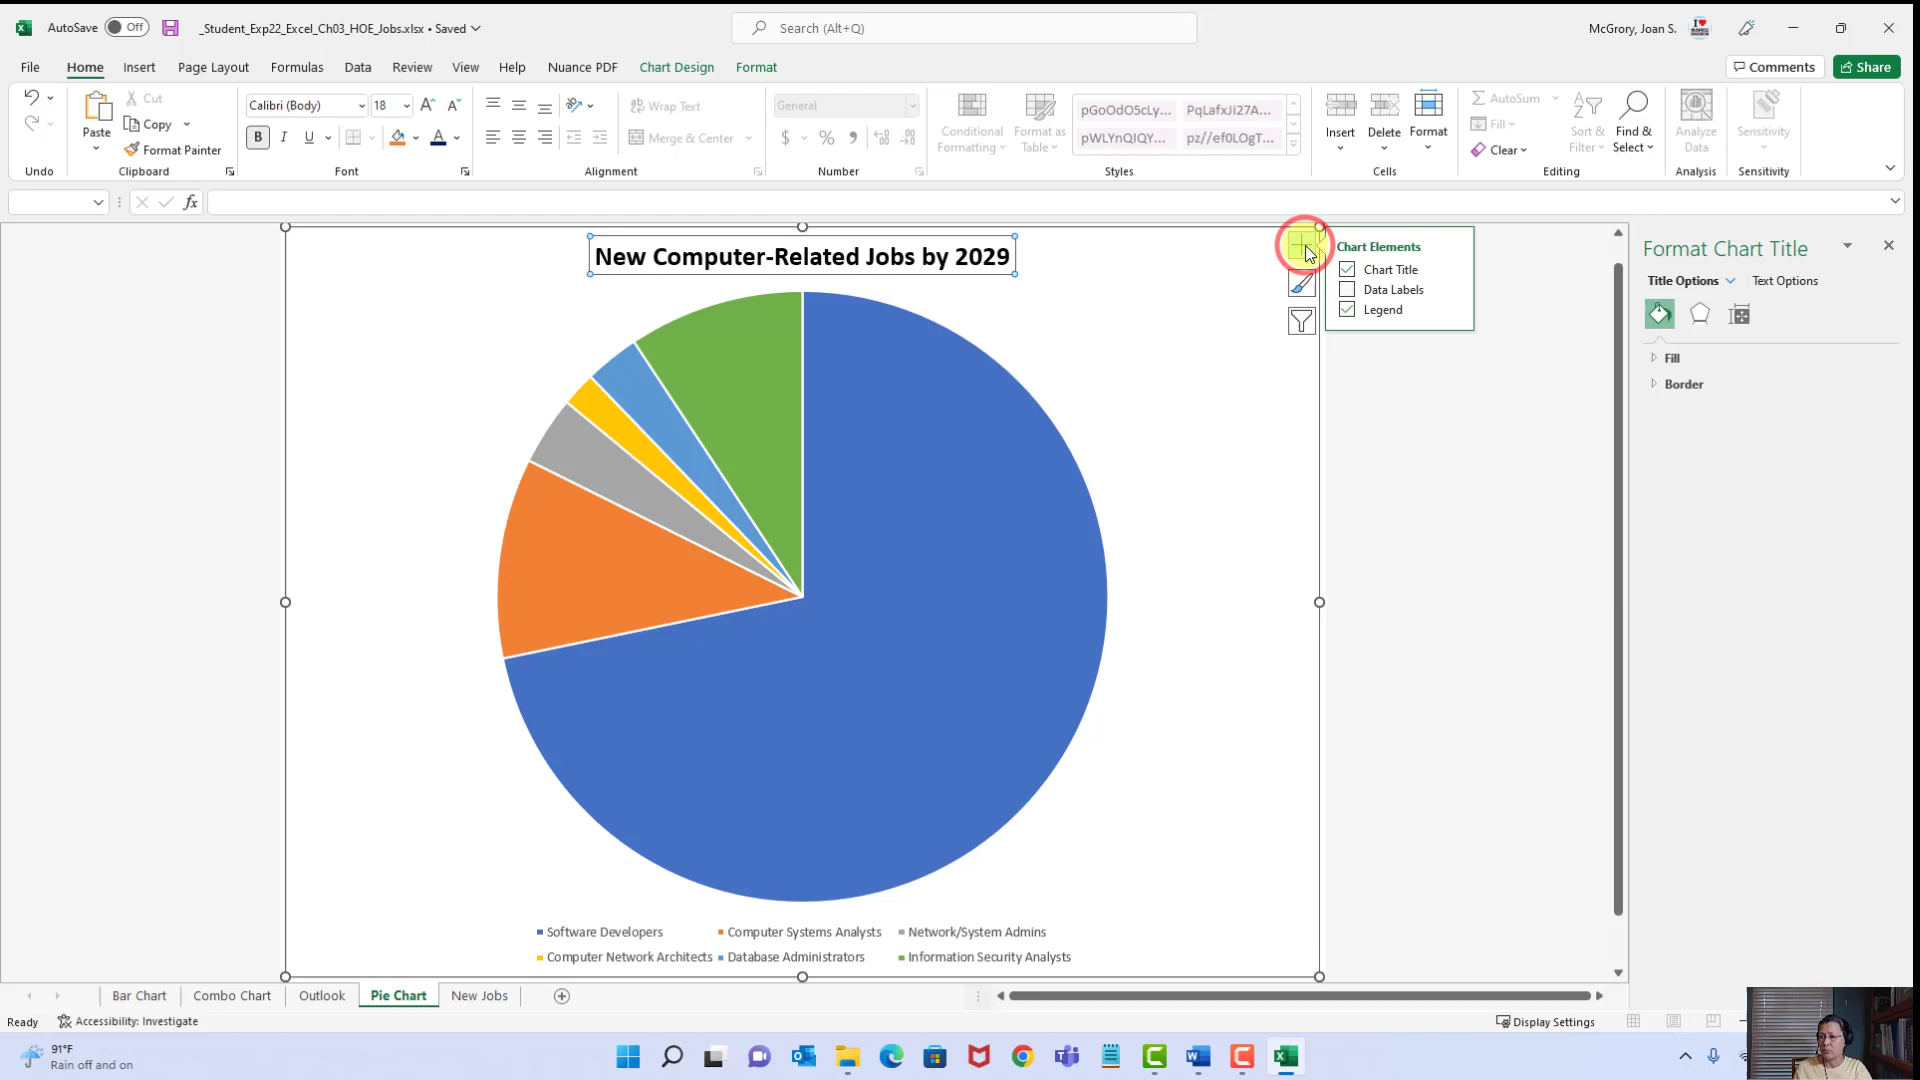 AutoSave Off _Student_Exp22_Excel_Ch03_HOE_Jobs.xlsx • Saved Search (Alt+Q) McGrory, Joan S.
File Home Insert Page Layout Formulas Data Review View Help Nuance PDF Chart Design Format Comments Share
Cut Calibri (Body) 18 Wrap Text General pGoOdO5cLy... PqLafxJi27A... AutoSum
Paste Copy Conditional Formatting Format as Table Insert Delete Format Fill Sort & Filter Find & Select Analyze Data Sensitivity
Format Painter B I U Merge & Center $ % pWLYnQIQY... pz//ef0LOgT... Clear
Undo Clipboard Font Alignment Number Styles Cells Editing Analysis Sensitivity
fx
New Computer-Related Jobs by 2029
Chart Elements
Chart Title
Data Labels
Legend
Format Chart Title
Title Options Text Options
Fill
Border
Software Developers Computer Systems Analysts Network/System Admins
Computer Network Architects Database Administrators Information Security Analysts
Bar Chart Combo Chart Outlook Pie Chart New Jobs
Ready Accessibility: Investigate Display Settings
91°F
Rain off and on